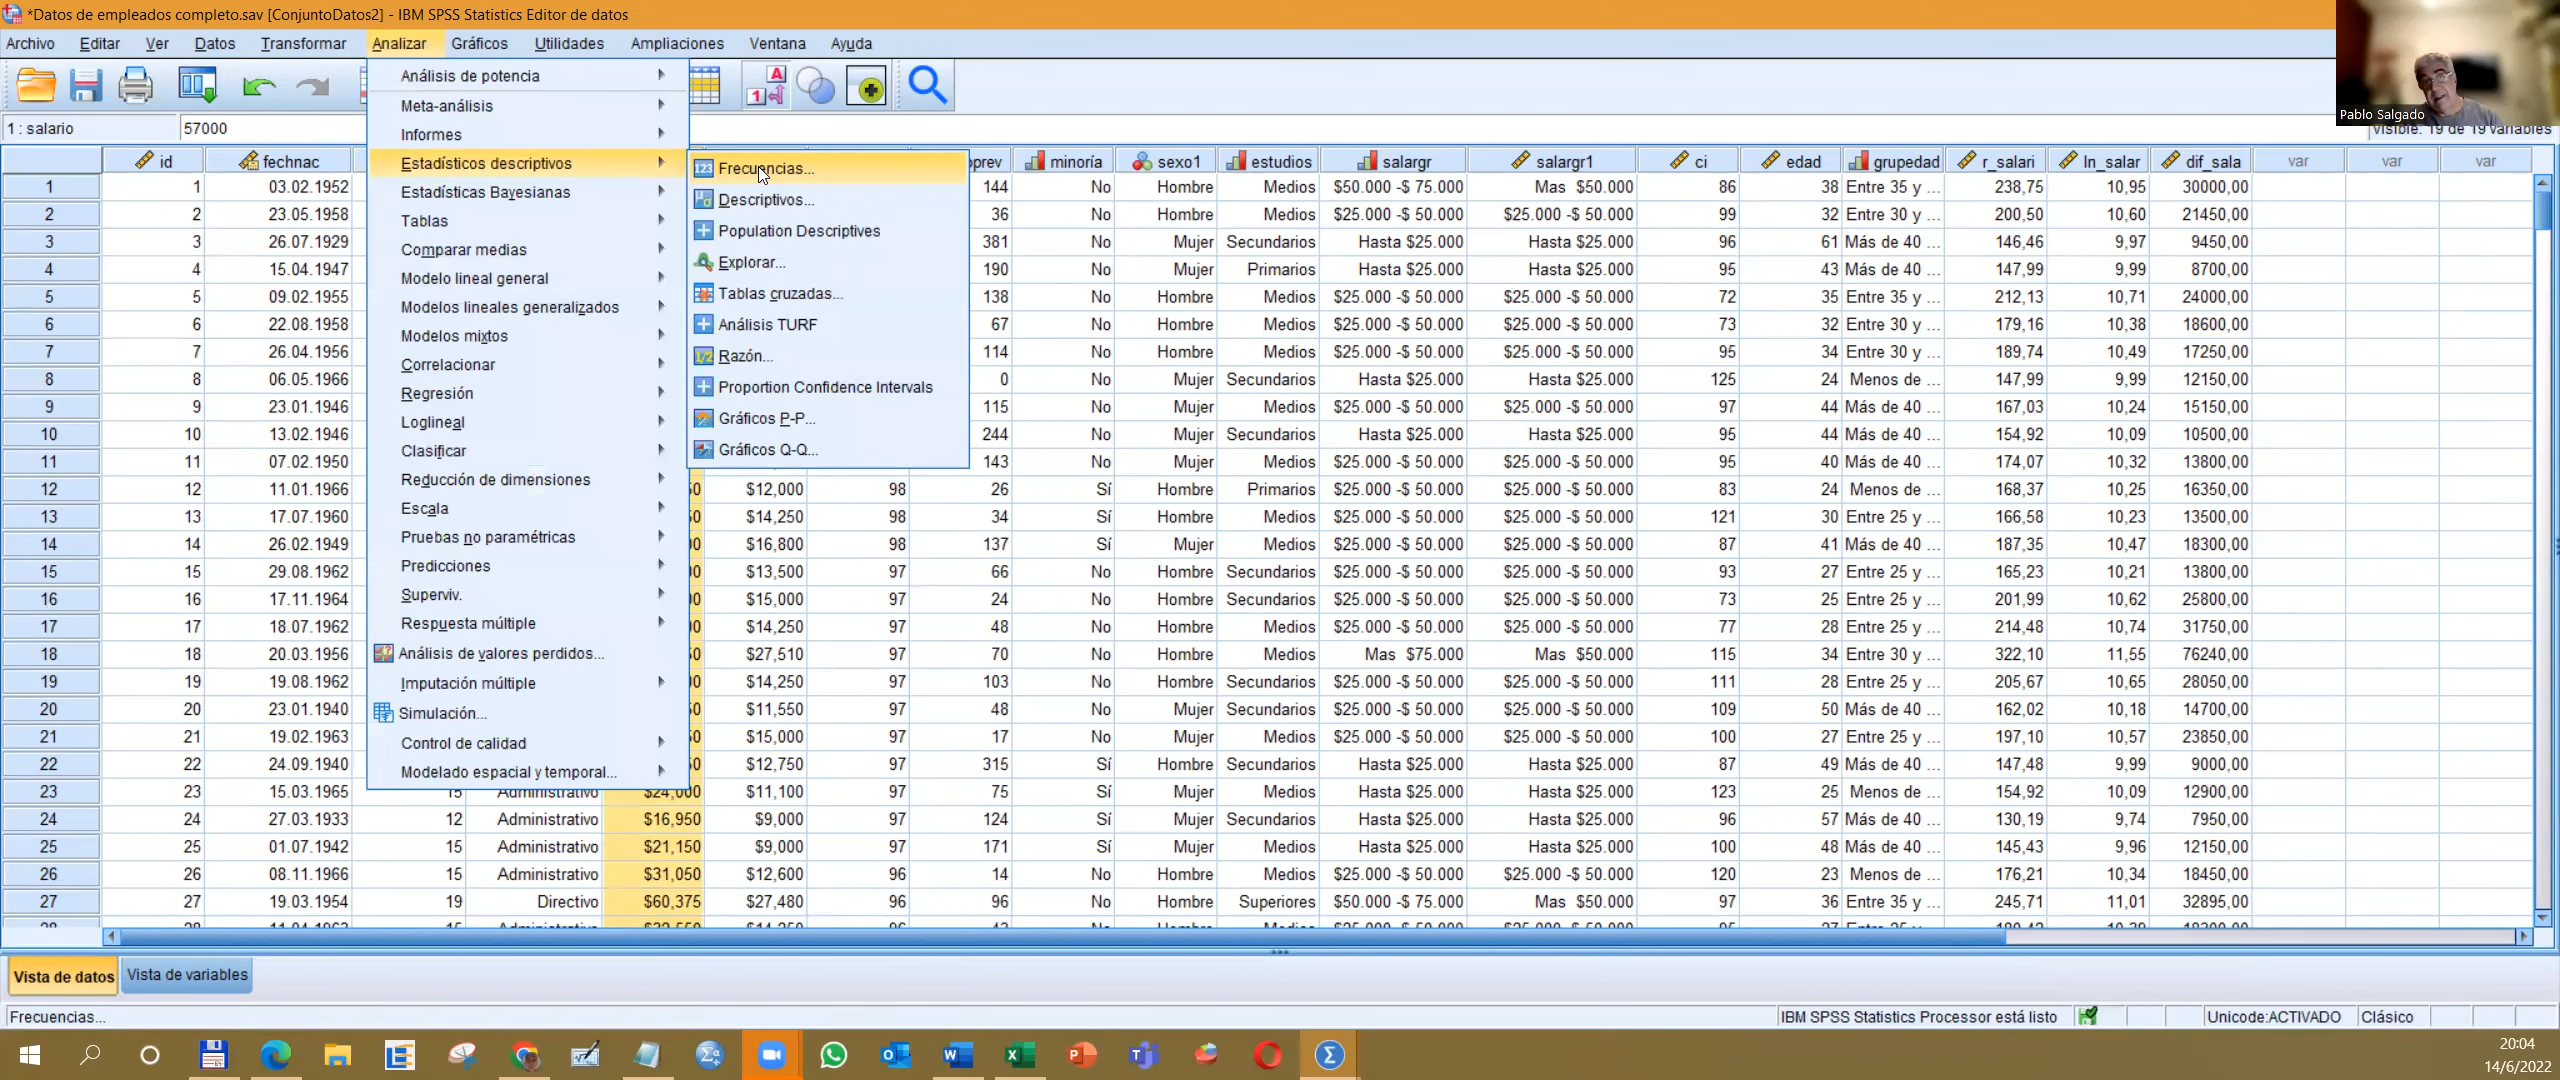 *Datos de empleados completo.sav [ConjuntoDatos2] - IBM SPSS Statistics Editor de datos
Archivo Editar Ver Datos Transformar Analizar Gráficos Utilidades Ampliaciones Ventana Ayuda
Pablo Salgado
1 : salario 57000
Visible: 19 de 19 variables
Análisis de potencia
Meta-análisis
Informes
Estadísticos descriptivos
Estadísticas Bayesianas
Tablas
Comparar medias
Modelo lineal general
Modelos lineales generalizados
Modelos mixtos
Correlacionar
Regresión
Loglineal
Clasificar
Reducción de dimensiones
Escala
Pruebas no paramétricas
Predicciones
Superviv.
Respuesta múltiple
Análisis de valores perdidos...
Imputación múltiple
Simulación...
Control de calidad
Modelado espacial y temporal...
Frecuencias...
Descriptivos...
Population Descriptives
Explorar...
Tablas cruzadas...
Análisis TURF
Razón...
Proportion Confidence Intervals
Gráficos P-P...
Gráficos Q-Q...
id fechnac prev minoría sexo1 estudios salargr salargr1 ci edad grupedad r_salari ln_salar dif_sala var var var
1 1 03.02.1952 144 No Hombre Medios $50.000 -$ 75.000 Mas $50.000 86 38 Entre 35 y ... 238,75 10,95 30000,00
2 2 23.05.1958 36 No Hombre Medios $25.000 -$ 50.000 $25.000 -$ 50.000 99 32 Entre 30 y ... 200,50 10,60 21450,00
3 3 26.07.1929 381 No Mujer Secundarios Hasta $25.000 Hasta $25.000 96 61 Más de 40 ... 146,46 9,97 9450,00
4 4 15.04.1947 190 No Mujer Primarios Hasta $25.000 Hasta $25.000 95 43 Más de 40 ... 147,99 9,99 8700,00
5 5 09.02.1955 138 No Hombre Medios $25.000 -$ 50.000 $25.000 -$ 50.000 72 35 Entre 35 y ... 212,13 10,71 24000,00
6 6 22.08.1958 67 No Hombre Medios $25.000 -$ 50.000 $25.000 -$ 50.000 73 32 Entre 30 y ... 179,16 10,38 18600,00
7 7 26.04.1956 114 No Hombre Medios $25.000 -$ 50.000 $25.000 -$ 50.000 95 34 Entre 30 y ... 189,74 10,49 17250,00
8 8 06.05.1966 0 No Mujer Secundarios Hasta $25.000 Hasta $25.000 125 24 Menos de ... 147,99 9,99 12150,00
9 9 23.01.1946 115 No Mujer Medios $25.000 -$ 50.000 $25.000 -$ 50.000 97 44 Más de 40 ... 167,03 10,24 15150,00
10 10 13.02.1946 244 No Mujer Secundarios Hasta $25.000 Hasta $25.000 95 44 Más de 40 ... 154,92 10,09 10500,00
11 11 07.02.1950 143 No Mujer Medios $25.000 -$ 50.000 $25.000 -$ 50.000 95 40 Más de 40 ... 174,07 10,32 13800,00
12 12 11.01.1966 $12,000 98 26 Sí Hombre Primarios $25.000 -$ 50.000 $25.000 -$ 50.000 83 24 Menos de ... 168,37 10,25 16350,00
13 13 17.07.1960 $14,250 98 34 Sí Hombre Medios $25.000 -$ 50.000 $25.000 -$ 50.000 121 30 Entre 25 y ... 166,58 10,23 13500,00
14 14 26.02.1949 $16,800 98 137 Sí Mujer Medios $25.000 -$ 50.000 $25.000 -$ 50.000 87 41 Más de 40 ... 187,35 10,47 18300,00
15 15 29.08.1962 $13,500 97 66 No Hombre Secundarios $25.000 -$ 50.000 $25.000 -$ 50.000 93 27 Entre 25 y ... 165,23 10,21 13800,00
16 16 17.11.1964 $15,000 97 24 No Hombre Secundarios $25.000 -$ 50.000 $25.000 -$ 50.000 73 25 Entre 25 y ... 201,99 10,62 25800,00
17 17 18.07.1962 $14,250 97 48 No Hombre Medios $25.000 -$ 50.000 $25.000 -$ 50.000 77 28 Entre 25 y ... 214,48 10,74 31750,00
18 18 20.03.1956 $27,510 97 70 No Hombre Medios Mas $75.000 Mas $50.000 115 34 Entre 30 y ... 322,10 11,55 76240,00
19 19 19.08.1962 $14,250 97 103 No Hombre Secundarios $25.000 -$ 50.000 $25.000 -$ 50.000 111 28 Entre 25 y ... 205,67 10,65 28050,00
20 20 23.01.1940 $11,550 97 48 No Mujer Secundarios $25.000 -$ 50.000 $25.000 -$ 50.000 109 50 Más de 40 ... 162,02 10,18 14700,00
21 21 19.02.1963 $15,000 97 17 No Mujer Medios $25.000 -$ 50.000 $25.000 -$ 50.000 100 27 Entre 25 y ... 197,10 10,57 23850,00
22 22 24.09.1940 $12,750 97 315 Sí Hombre Secundarios Hasta $25.000 Hasta $25.000 87 49 Más de 40 ... 147,48 9,99 9000,00
23 23 15.03.1965 15 Administrativo $24,000 $11,100 97 75 Sí Mujer Medios Hasta $25.000 Hasta $25.000 123 25 Menos de ... 154,92 10,09 12900,00
24 24 27.03.1933 12 Administrativo $16,950 $9,000 97 124 Sí Mujer Secundarios Hasta $25.000 Hasta $25.000 96 57 Más de 40 ... 130,19 9,74 7950,00
25 25 01.07.1942 15 Administrativo $21,150 $9,000 97 171 Sí Mujer Medios Hasta $25.000 Hasta $25.000 100 48 Más de 40 ... 145,43 9,96 12150,00
26 26 08.11.1966 15 Administrativo $31,050 $12,600 96 14 No Hombre Medios $25.000 -$ 50.000 $25.000 -$ 50.000 120 23 Menos de ... 176,21 10,34 18450,00
27 27 19.03.1954 19 Directivo $60,375 $27,480 96 96 No Hombre Superiores $50.000 -$ 75.000 Mas $50.000 97 36 Entre 35 y ... 245,71 11,01 32895,00
Vista de datos Vista de variables
Frecuencias... IBM SPSS Statistics Processor está listo Unicode:ACTIVADO Clásico
20:04
14/6/2022